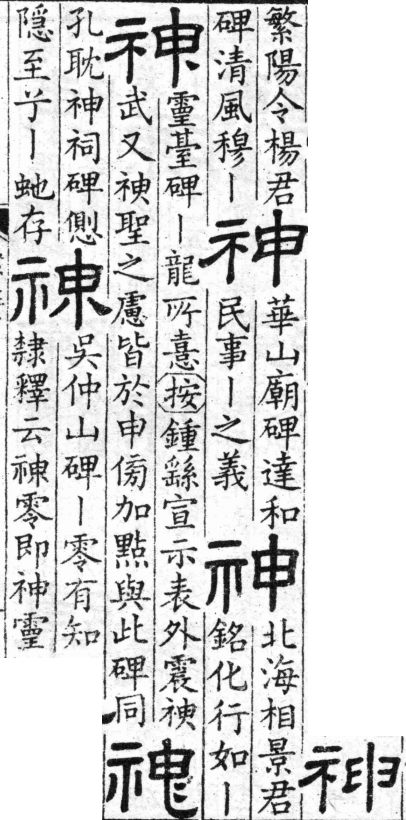 神
繁陽令楊君
碑清風穆丨
神
華山廟碑達和
民事丨之義
神
北海相景君
銘化行如丨
神
靈臺碑丨龍所憙按鍾繇宣示表外震神
武又神聖之慮皆於申傍加點與此碑同
神
孔耽神祠碑惻
隱至兮丨虵存
神
吳仲山碑丨零有知
隸釋云神零即神靈